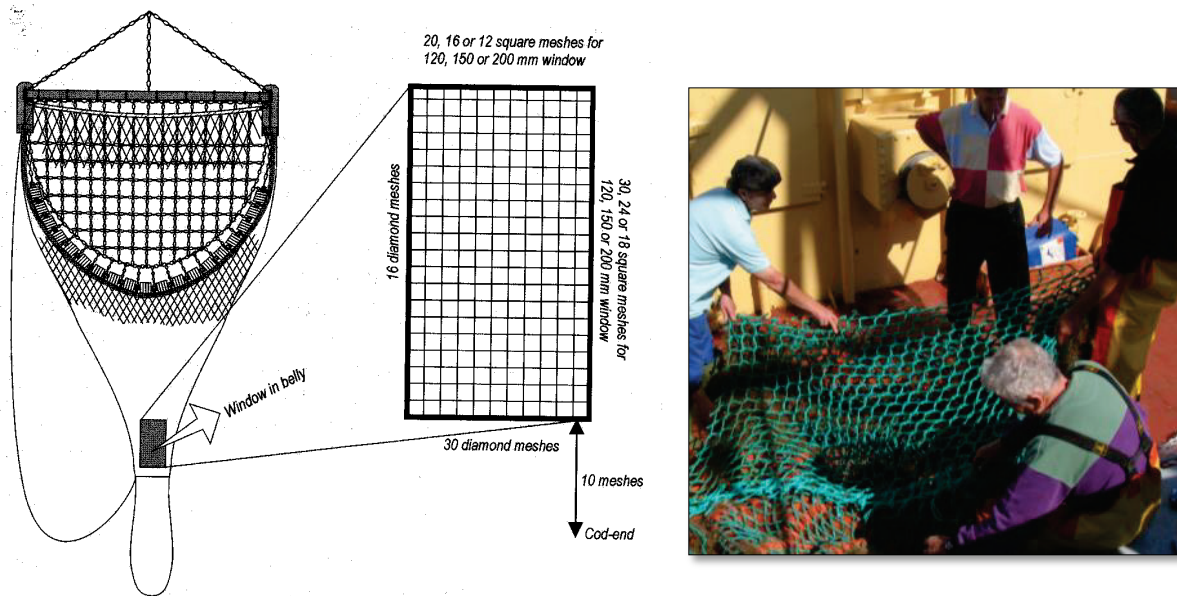 20, 16 or 12 square meshes for
120, 150 or 200 mm window
16 diamond meshes
30, 24 or 18 square meshes for
120, 150 or 200 mm window
Window in belly
30 diamond meshes
10 meshes
Cod-end